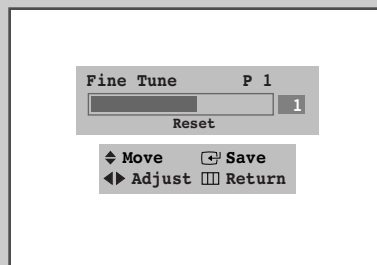 Fine Tune P 1
1
Reset
Move Save
Adjust Return